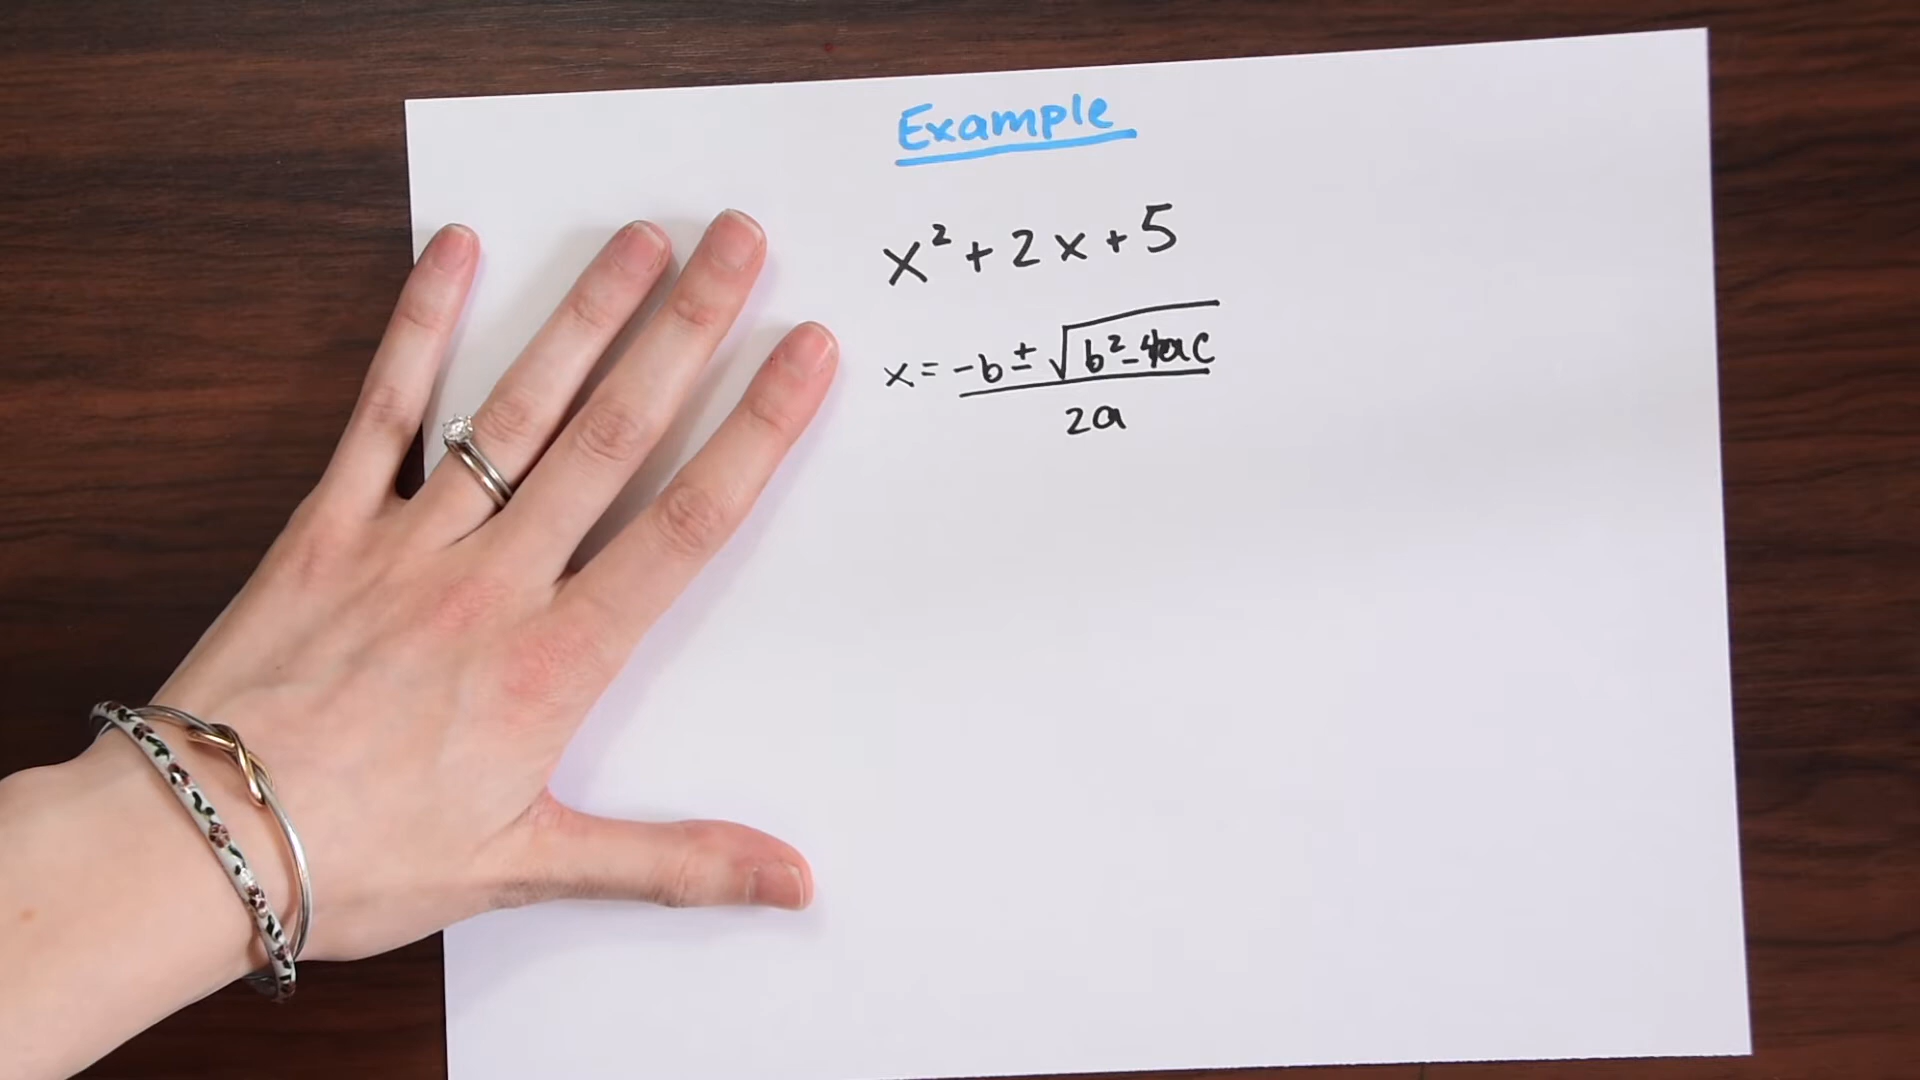 Example
x² + 2x + 5
x = -b ± √b² - 4ac
2a